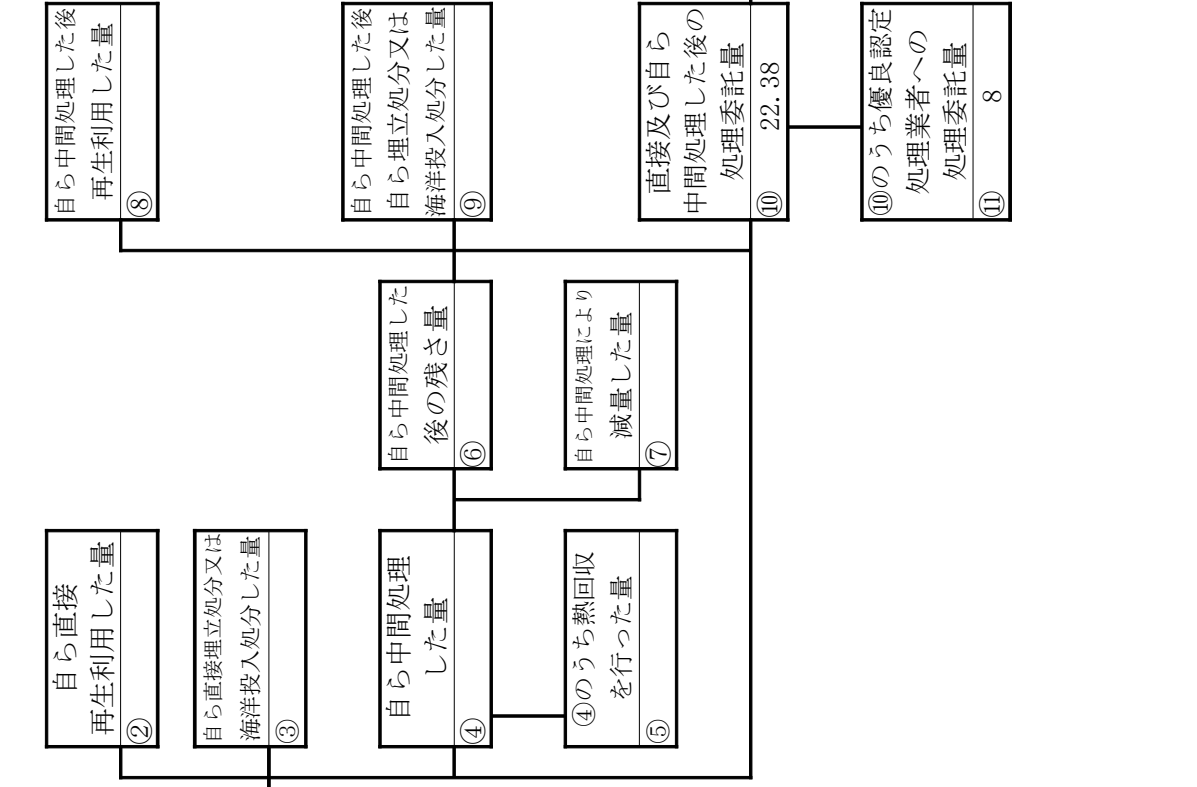 自ら直接
再生利用した量
②
自ら直接埋立処分又は
海洋投入処分した量
③
自ら中間処理
した量
④
④のうち熱回収
を行った量
⑤
自ら中間処理した
後の残さ量
⑥
自ら中間処理により
減量した量
⑦
自ら中間処理した後
再生利用した量
⑧
自ら中間処理した後
自ら埋立処分又は
海洋投入処分した量
⑨
直接及び自ら
中間処理した後の
処理委託量
⑩ 22.38
⑩のうち優良認定
処理業者への
処理委託量
⑪ 8